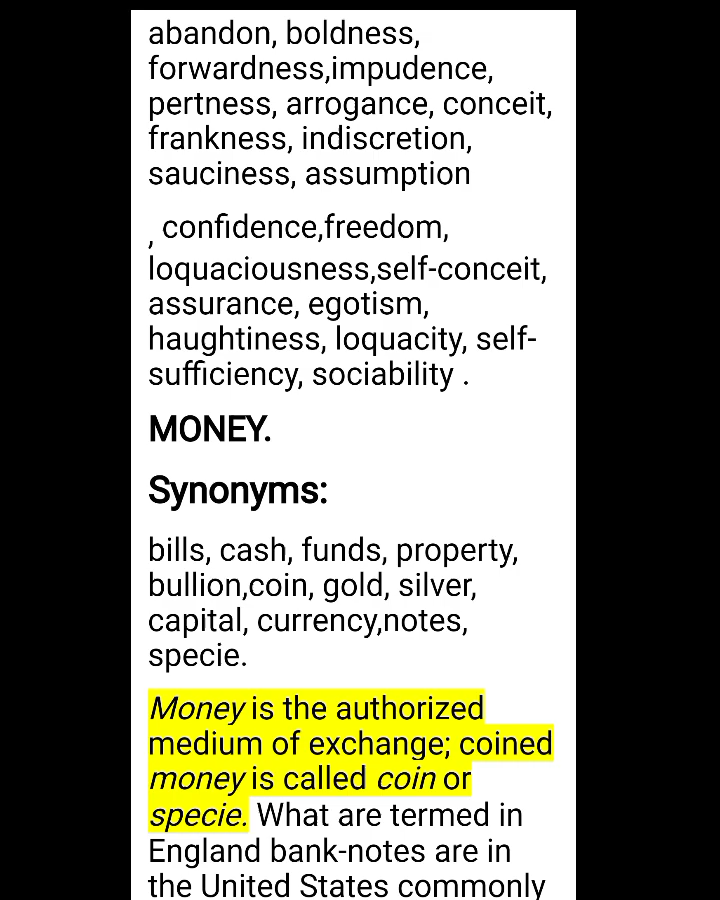 abandon, boldness,
forwardness,impudence,
pertness, arrogance, conceit,
frankness, indiscretion,
sauciness, assumption
, confidence,freedom,
loquaciousness,self-conceit,
assurance, egotism,
haughtiness, loquacity, self-
sufficiency, sociability .
MONEY.
Synonyms:
bills, cash, funds, property,
bullion,coin, gold, silver,
capital, currency,notes,
specie.
Money is the authorized
medium of exchange; coined
money is called coin or
specie. What are termed in
England bank-notes are in
the United States commonly